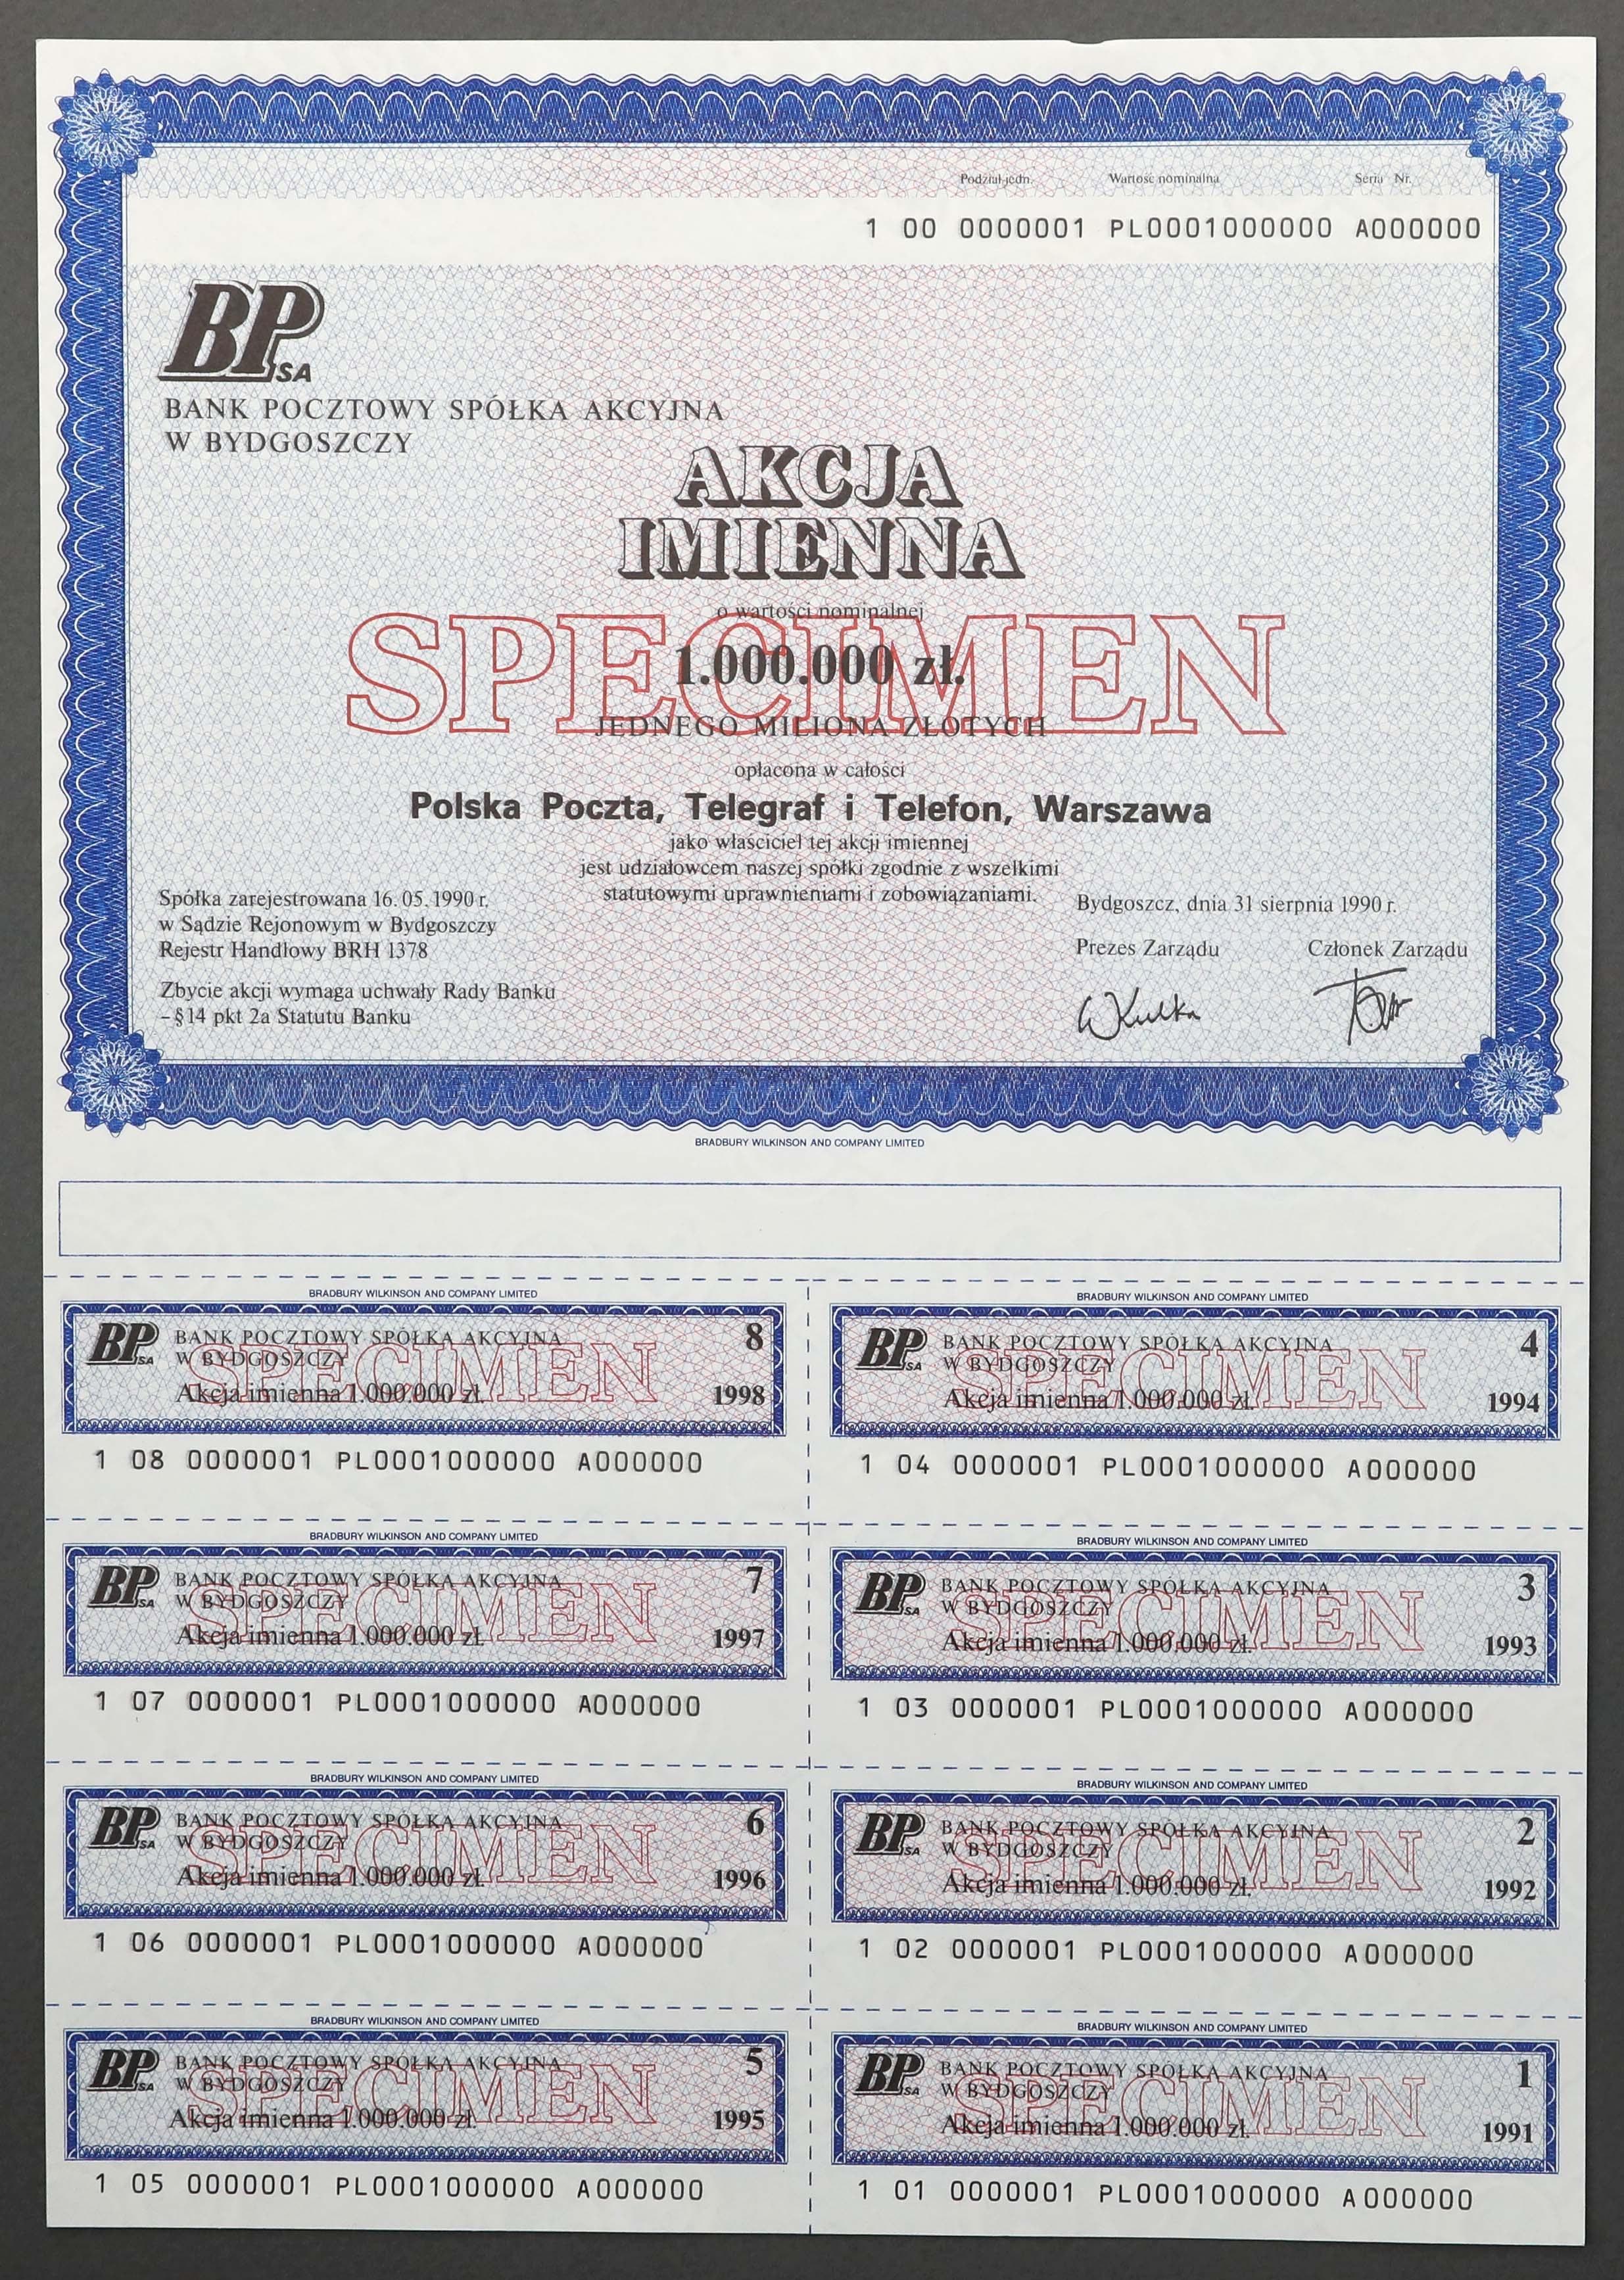 Podział jedn. Wartość nominalna Seria Nr.
1 00 0000001 PL0001000000 A000000
BP SA
BANK POCZTOWY SPÓŁKA AKCYJNA
W BYDGOSZCZY
AKCJA
IMIENNA
o wartości nominalnej
SPECIMEN
1.000.000 zł.
JEDNEGO MILIONA ZŁOTYCH
opłacona w całości
Polska Poczta, Telegraf i Telefon, Warszawa
jako właściciel tej akcji imiennej
jest udziałowcem naszej spółki zgodnie z wszelkimi
statutowymi uprawnieniami i zobowiązaniami.
Spółka zarejestrowana 16.05.1990 r.
w Sądzie Rejonowym w Bydgoszczy
Rejestr Handlowy BRH 1378
Zbycie akcji wymaga uchwały Rady Banku
–§14 pkt 2a Statutu Banku
Bydgoszcz, dnia 31 sierpnia 1990 r.
Prezes Zarządu Członek Zarządu
WKulka
BRADBURY WILKINSON AND COMPANY LIMITED
BRADBURY WILKINSON AND COMPANY LIMITED
BP SA
BANK POCZTOWY SPÓŁKA AKCYJNA 8
W BYDGOSZCZY
SPECIMEN
Akcja imienna 1.000.000 zł. 1998
1 08 0000001 PL0001000000 A000000
BRADBURY WILKINSON AND COMPANY LIMITED
BP SA
BANK POCZTOWY SPÓŁKA AKCYJNA 4
W BYDGOSZCZY
SPECIMEN
Akcja imienna 1.000.000 zł. 1994
1 04 0000001 PL0001000000 A000000
BRADBURY WILKINSON AND COMPANY LIMITED
BP SA
BANK POCZTOWY SPÓŁKA AKCYJNA 7
W BYDGOSZCZY
SPECIMEN
Akcja imienna 1.000.000 zł. 1997
1 07 0000001 PL0001000000 A000000
BRADBURY WILKINSON AND COMPANY LIMITED
BP SA
BANK POCZTOWY SPÓŁKA AKCYJNA 3
W BYDGOSZCZY
SPECIMEN
Akcja imienna 1.000.000 zł. 1993
1 03 0000001 PL0001000000 A000000
BRADBURY WILKINSON AND COMPANY LIMITED
BP SA
BANK POCZTOWY SPÓŁKA AKCYJNA 6
W BYDGOSZCZY
SPECIMEN
Akcja imienna 1.000.000 zł. 1996
1 06 0000001 PL0001000000 A000000
BRADBURY WILKINSON AND COMPANY LIMITED
BP SA
BANK POCZTOWY SPÓŁKA AKCYJNA 2
W BYDGOSZCZY
SPECIMEN
Akcja imienna 1.000.000 zł. 1992
1 02 0000001 PL0001000000 A000000
BRADBURY WILKINSON AND COMPANY LIMITED
BP SA
BANK POCZTOWY SPÓŁKA AKCYJNA 5
W BYDGOSZCZY
SPECIMEN
Akcja imienna 1.000.000 zł. 1995
1 05 0000001 PL0001000000 A000000
BRADBURY WILKINSON AND COMPANY LIMITED
BP SA
BANK POCZTOWY SPÓŁKA AKCYJNA 1
W BYDGOSZCZY
SPECIMEN
Akcja imienna 1.000.000 zł. 1991
1 01 0000001 PL0001000000 A000000